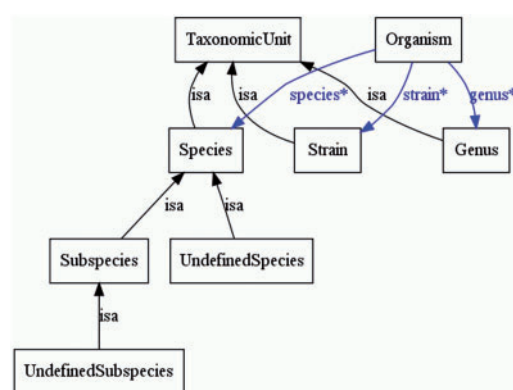 TaxonomicUnit
Organism
isa
isa
species*
isa
strain*
genus*
Species
Strain
Genus
isa
isa
Subspecies
UndefinedSpecies
isa
UndefinedSubspecies